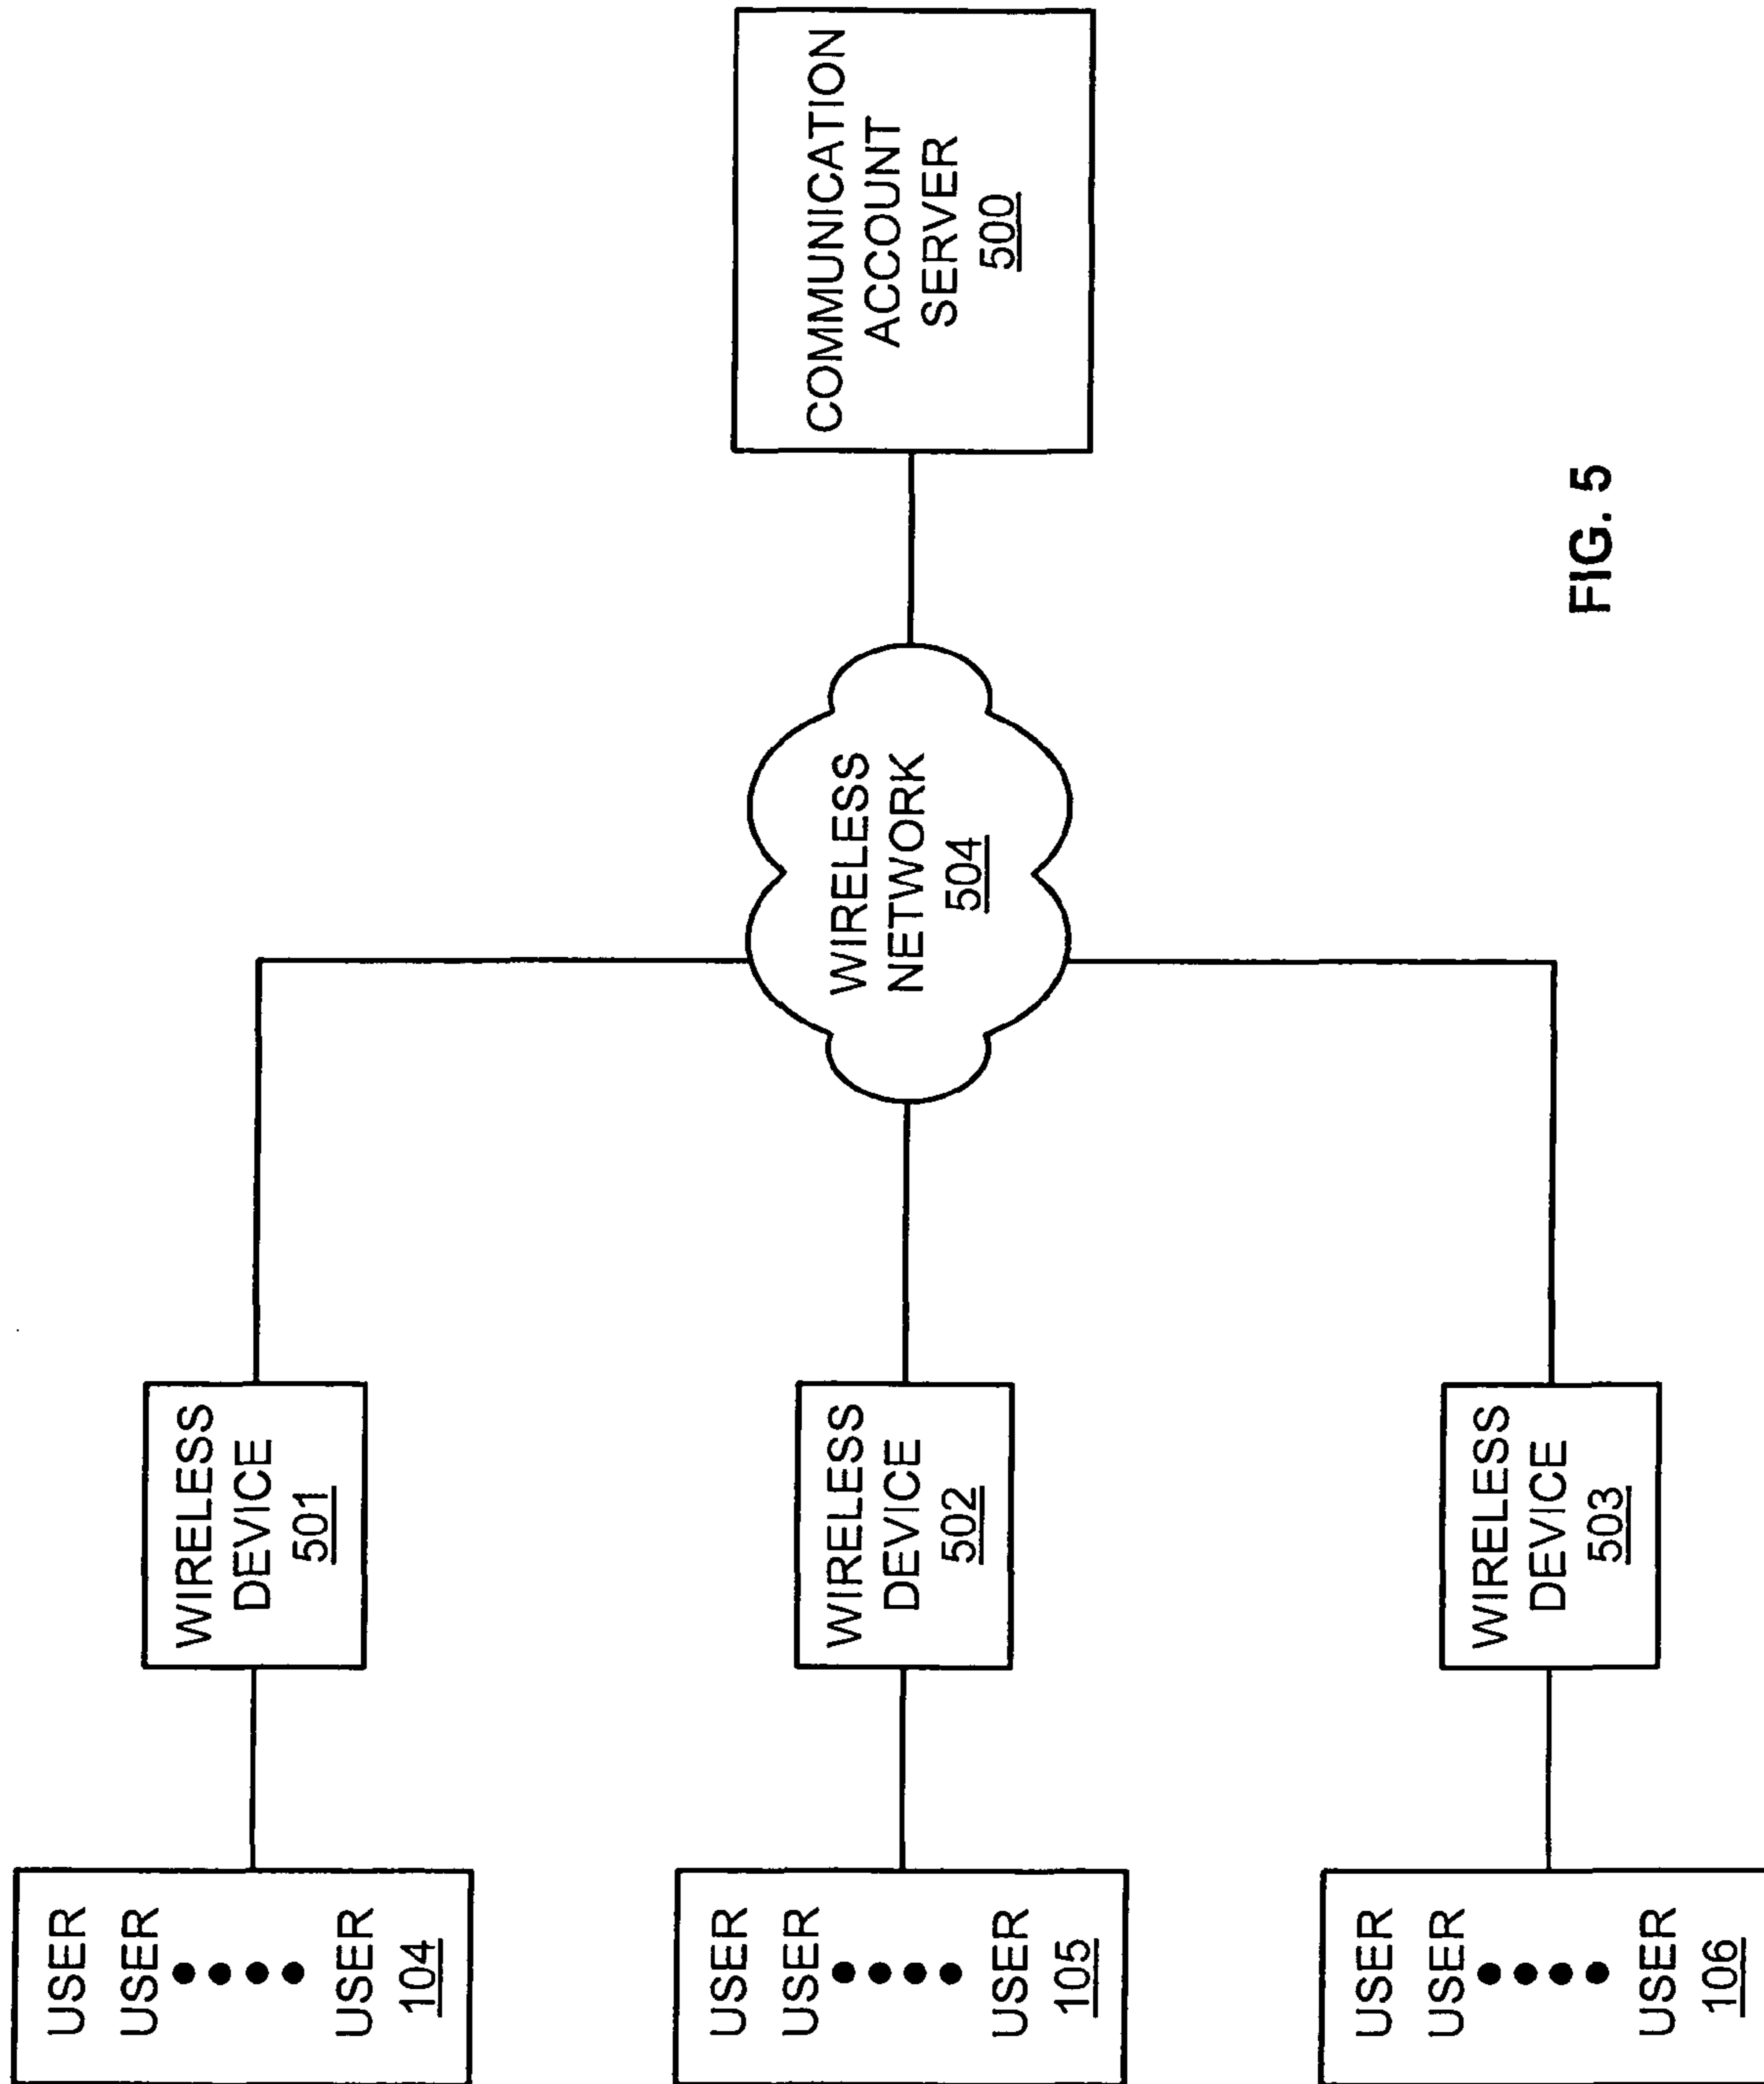 USER
USER
USER
104
WIRELESS
DEVICE
501
USER
USER
USER
105
WIRELESS
DEVICE
502
USER
USER
USER
106
WIRELESS
DEVICE
503
WIRELESS
NETWORK
504
COMMUNICATION
ACCOUNT
SERVER
500
FIG. 5